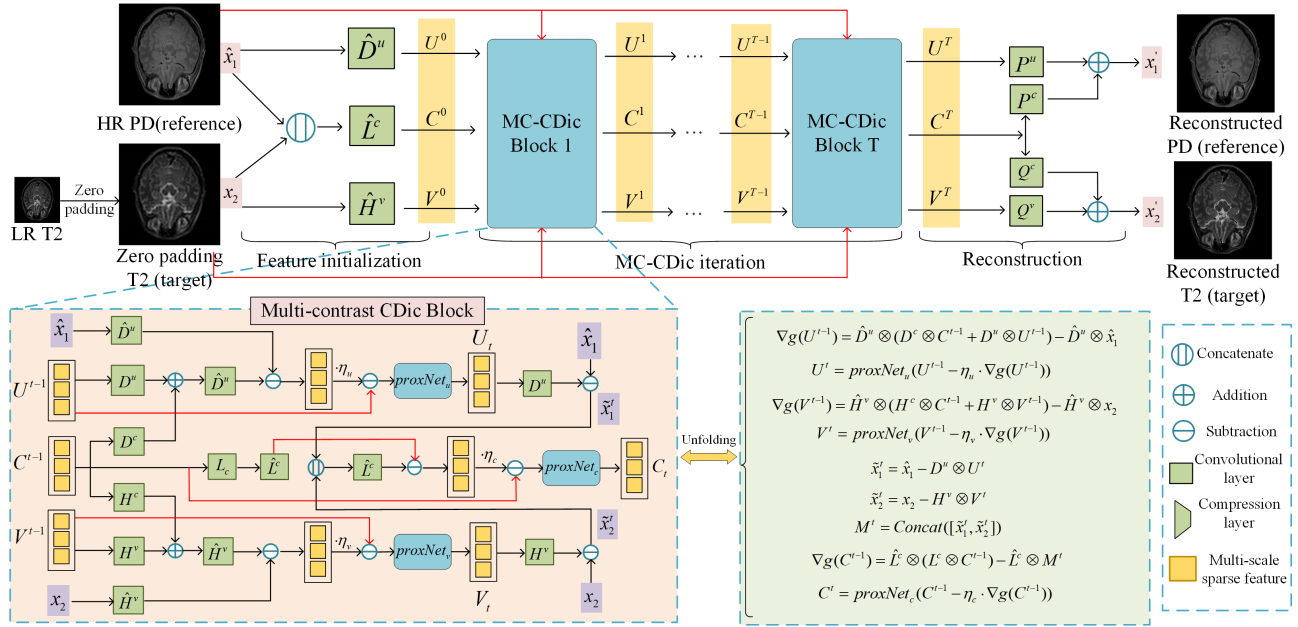 x̂₁
D̂ᵘ
U⁰
U¹
...
Uᵀ⁻¹
Uᵀ
Pᵘ
x₁'
HR PD(reference)
L̂ᶜ
C⁰
MC-CDic
Block 1
C¹
...
Cᵀ⁻¹
MC-CDic
Block T
Cᵀ
Pᶜ
Reconstructed
PD (reference)
LR T2
Zero
padding
x₂
Ĥᵛ
V⁰
V¹
...
Vᵀ⁻¹
Vᵀ
Qᶜ
Qᵛ
x₂'
Zero padding
T2 (target)
Feature initialization
MC-CDic iteration
Reconstruction
Reconstructed
T2 (target)
Multi-contrast CDic Block
x̂₁
D̂ᵘ
Uᵗ⁻¹
Dᵘ
D̂ᵘ
·ηᵤ
proxNetᵤ
Uₜ
Dᵘ
x̂₁
x̃₁ᵗ
Dᶜ
Cᵗ⁻¹
L_c
L̂ᶜ
L̂ᶜ
·η_c
proxNet_c
Cₜ
Hᶜ
Vᵗ⁻¹
Hᵛ
Ĥᵛ
·ηᵥ
proxNetᵥ
Vₜ
Hᵛ
x̃₂ᵗ
x₂
x₂
Ĥᵛ
Unfolding
∇g(Uᵗ⁻¹) = D̂ᵘ ⊗ (Dᶜ ⊗ Cᵗ⁻¹ + Dᵘ ⊗ Uᵗ⁻¹) − D̂ᵘ ⊗ x̂₁
Uᵗ = proxNetᵤ(Uᵗ⁻¹ − ηᵤ · ∇g(Uᵗ⁻¹))
∇g(Vᵗ⁻¹) = Ĥᵛ ⊗ (Hᶜ ⊗ Cᵗ⁻¹ + Hᵛ ⊗ Vᵗ⁻¹) − Ĥᵛ ⊗ x₂
Vᵗ = proxNetᵥ(Vᵗ⁻¹ − ηᵥ · ∇g(Vᵗ⁻¹))
x̃₁ᵗ = x̂₁ − Dᵘ ⊗ Uᵗ
x̃₂ᵗ = x₂ − Hᵛ ⊗ Vᵗ
Mᵗ = Concat([x̃₁ᵗ, x̃₂ᵗ])
∇g(Cᵗ⁻¹) = L̂ᶜ ⊗ (Lᶜ ⊗ Cᵗ⁻¹) − L̂ᶜ ⊗ Mᵗ
Cᵗ = proxNet_c(Cᵗ⁻¹ − η_c · ∇g(Cᵗ⁻¹))
Concatenate
Addition
Subtraction
Convolutional
layer
Compression
layer
Multi-scale
sparse feature